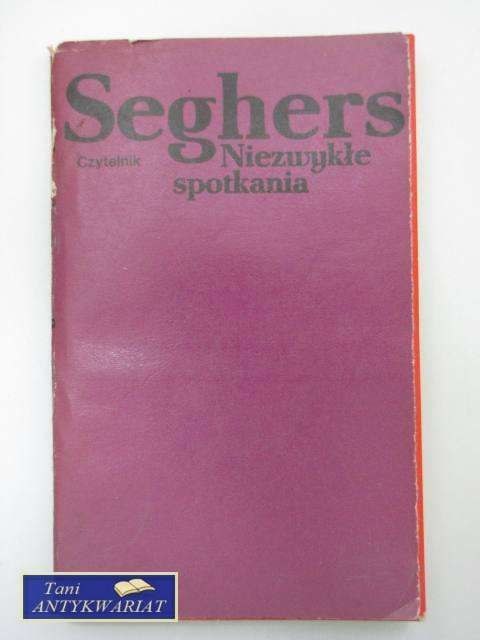 Seghers
Czytelnik
Niezwykłe
spotkania
Tani
ANTYKWARIAT